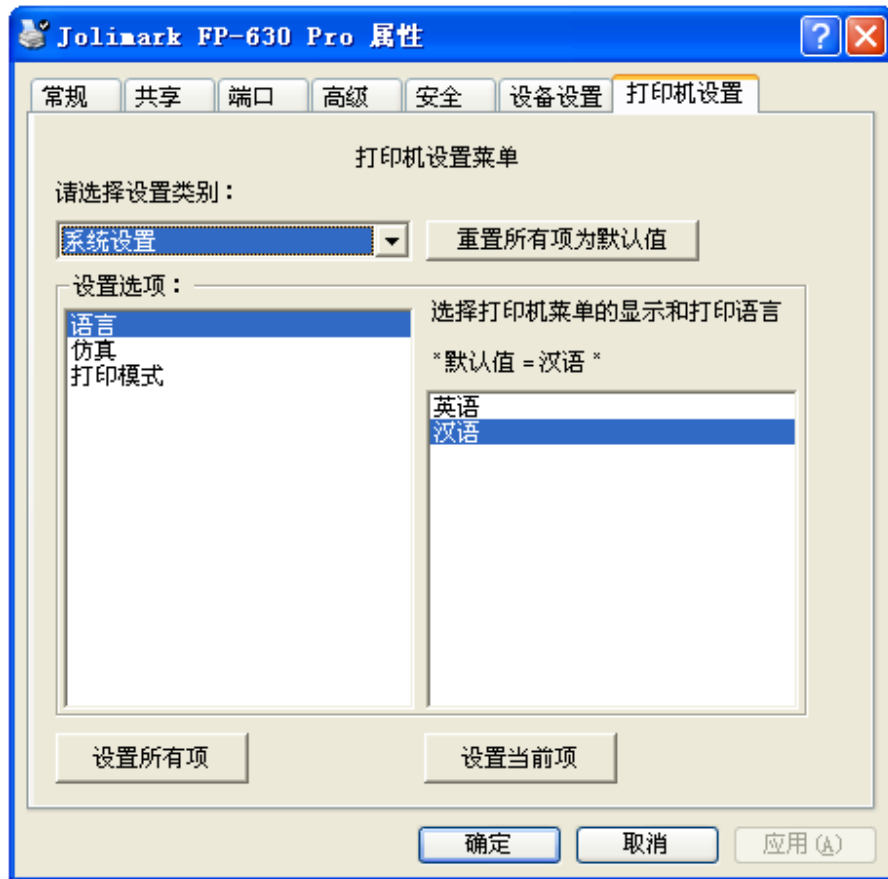 Jolimark FP-630 Pro 属性
常规 共享 端口 高级 安全 设备设置 打印机设置
打印机设置菜单
请选择设置类别：
系统设置 重置所有项为默认值
设置选项：
语言
仿真
打印模式
选择打印机菜单的显示和打印语言
*默认值 =汉语 *
英语
汉语
设置所有项 设置当前项
确定 取消 应用(A)